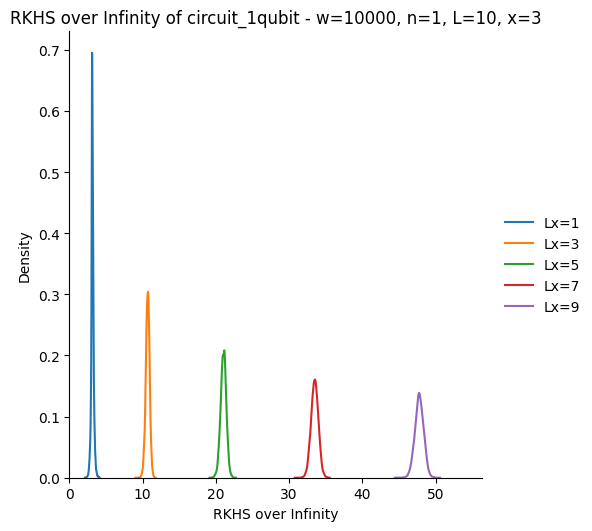 RKHS over Infinity of circuit_1qubit - w=10000, n=1, L=10, x=3
0.7
0.6
0.5
0.4
0.3
0.2
0.1
0.0
Density
0 10 20 30 40 50
RKHS over Infinity
Lx=1
Lx=3
Lx=5
Lx=7
Lx=9